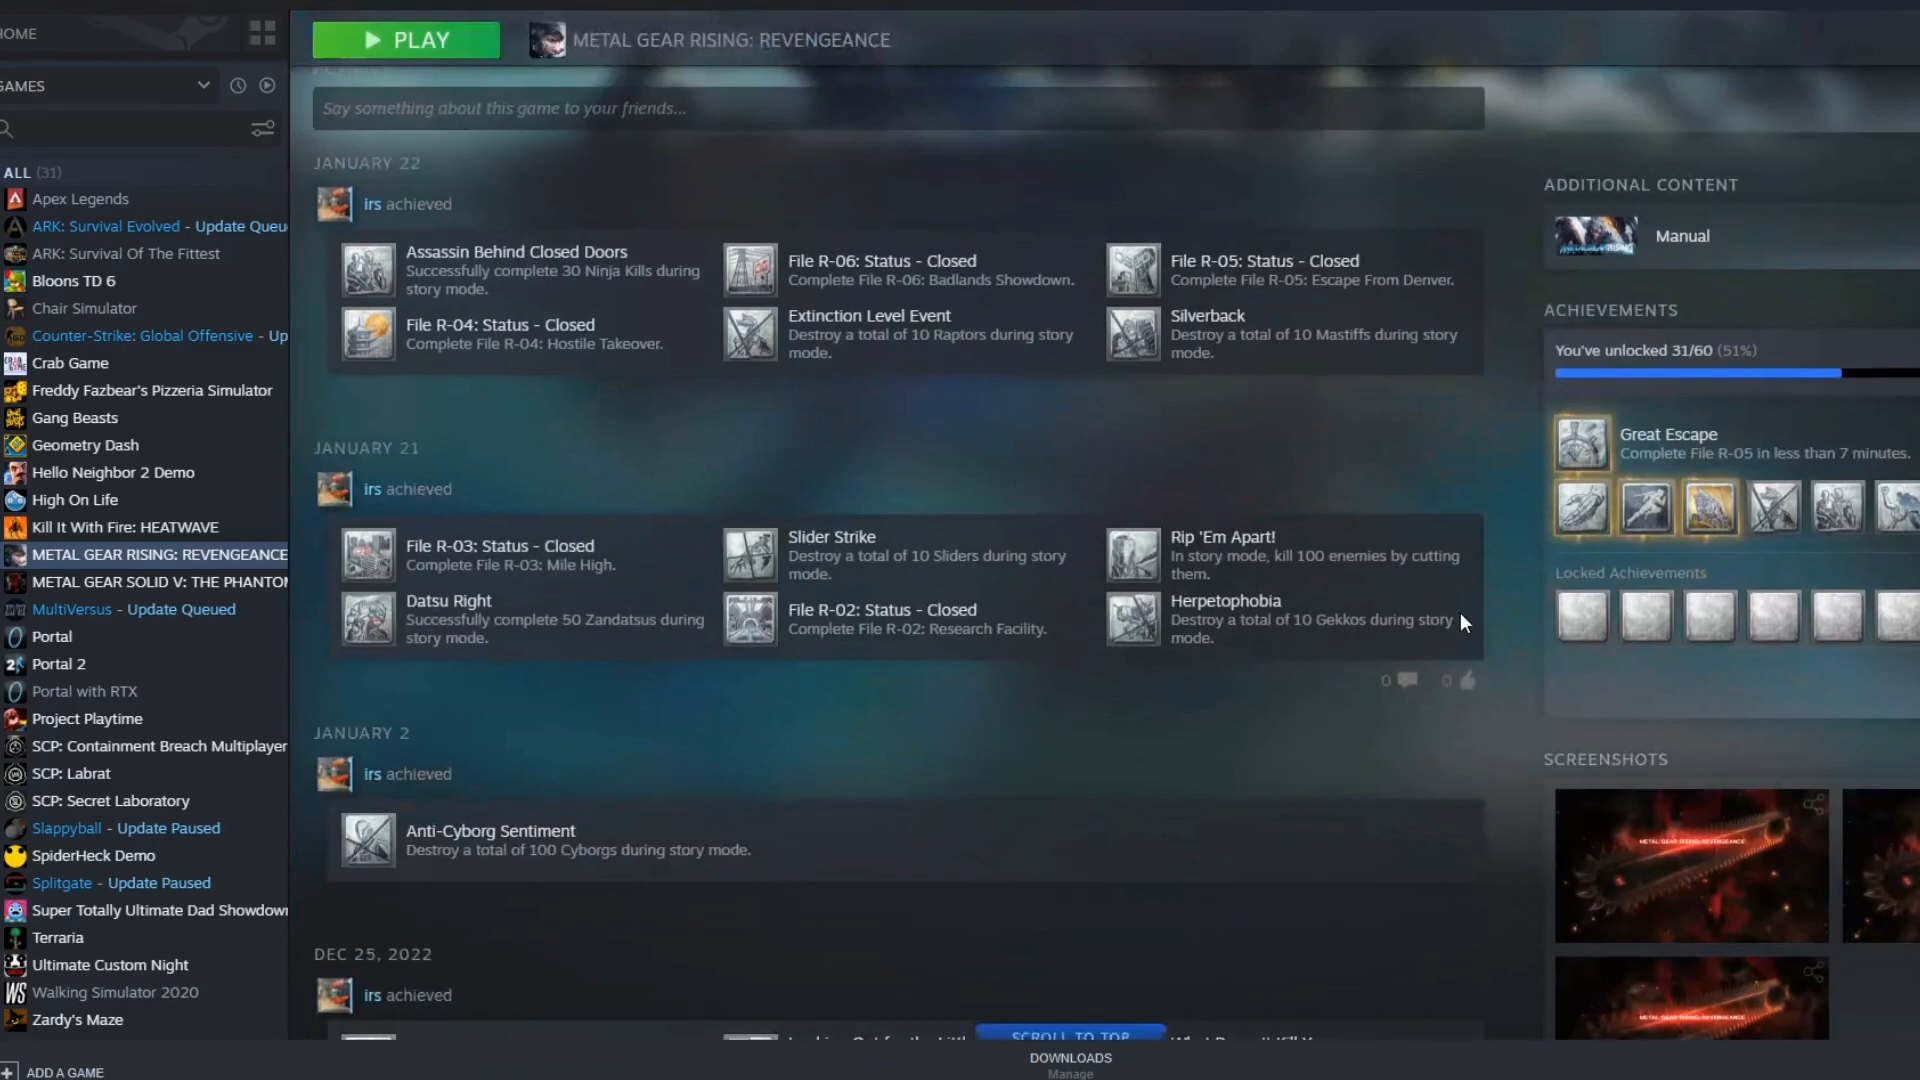 HOME
GAMES
ALL (31)
Apex Legends
ARK: Survival Evolved - Update Queu
ARK: Survival Of The Fittest
Bloons TD 6
Chair Simulator
Counter-Strike: Global Offensive - Up
Crab Game
Freddy Fazbear's Pizzeria Simulator
Gang Beasts
Geometry Dash
Hello Neighbor 2 Demo
High On Life
Kill It With Fire: HEATWAVE
METAL GEAR RISING: REVENGEANCE
METAL GEAR SOLID V: THE PHANTOM
MultiVersus - Update Queued
Portal
Portal 2
Portal with RTX
Project Playtime
SCP: Containment Breach Multiplayer
SCP: Labrat
SCP: Secret Laboratory
Slappyball - Update Paused
SpiderHeck Demo
Splitgate - Update Paused
Super Totally Ultimate Dad Showdown
Terraria
Ultimate Custom Night
Walking Simulator 2020
Zardy's Maze
ADD A GAME
PLAY
METAL GEAR RISING: REVENGEANCE
Say something about this game to your friends...
JANUARY 22
irs achieved
Assassin Behind Closed Doors
Successfully complete 30 Ninja Kills during
story mode.
File R-06: Status - Closed
Complete File R-06: Badlands Showdown.
File R-05: Status - Closed
Complete File R-05: Escape From Denver.
File R-04: Status - Closed
Complete File R-04: Hostile Takeover.
Extinction Level Event
Destroy a total of 10 Raptors during story
mode.
Silverback
Destroy a total of 10 Mastiffs during story
mode.
JANUARY 21
irs achieved
File R-03: Status - Closed
Complete File R-03: Mile High.
Slider Strike
Destroy a total of 10 Sliders during story
mode.
Rip 'Em Apart!
In story mode, kill 100 enemies by cutting
them.
Datsu Right
Successfully complete 50 Zandatsus during
story mode.
File R-02: Status - Closed
Complete File R-02: Research Facility.
Herpetophobia
Destroy a total of 10 Gekkos during story
mode.
0 0
JANUARY 2
irs achieved
Anti-Cyborg Sentiment
Destroy a total of 100 Cyborgs during story mode.
DEC 25, 2022
irs achieved
SCROLL TO TOP
DOWNLOADS
Manage
ADDITIONAL CONTENT
Manual
ACHIEVEMENTS
You've unlocked 31/60 (51%)
Great Escape
Complete File R-05 in less than 7 minutes.
Locked Achievements
SCREENSHOTS
METAL GEAR RISING: REVENGEANCE
METAL GEAR RISING: REVENGEANCE